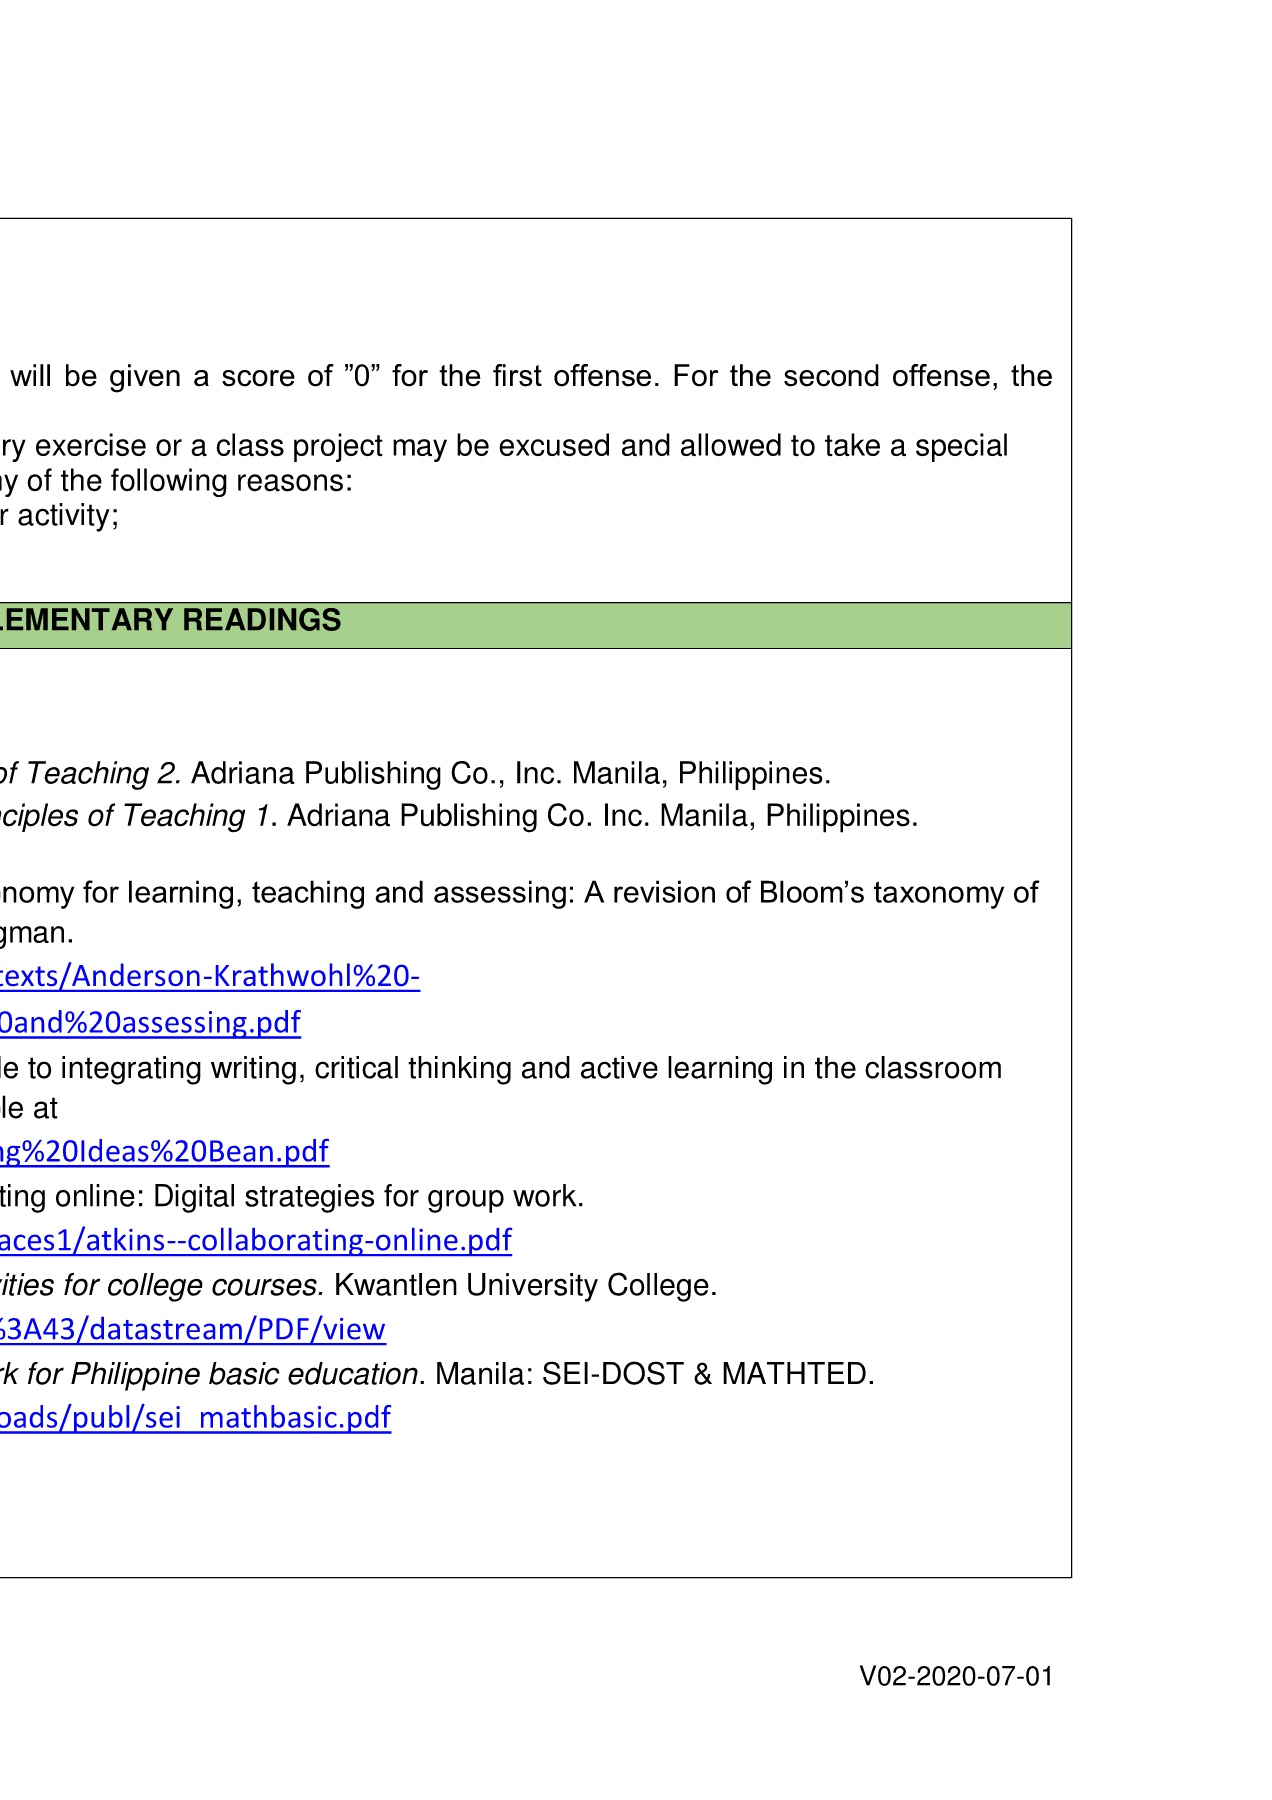 will be given a score of ”0” for the first offense. For the second offense, the
ry exercise or a class project may be excused and allowed to take a special
y of the following reasons:
r activity;
LEMENTARY READINGS
of Teaching 2. Adriana Publishing Co., Inc. Manila, Philippines.
nciples of Teaching 1. Adriana Publishing Co. Inc. Manila, Philippines.
onomy for learning, teaching and assessing: A revision of Bloom’s taxonomy of
gman.
texts/Anderson-Krathwohl%20-
0and%20assessing.pdf
le to integrating writing, critical thinking and active learning in the classroom
le at
ng%20Ideas%20Bean.pdf
ting online: Digital strategies for group work.
aces1/atkins--collaborating-online.pdf
vities for college courses. Kwantlen University College.
%3A43/datastream/PDF/view
rk for Philippine basic education. Manila: SEI-DOST & MATHTED.
oads/publ/sei_mathbasic.pdf
V02-2020-07-01